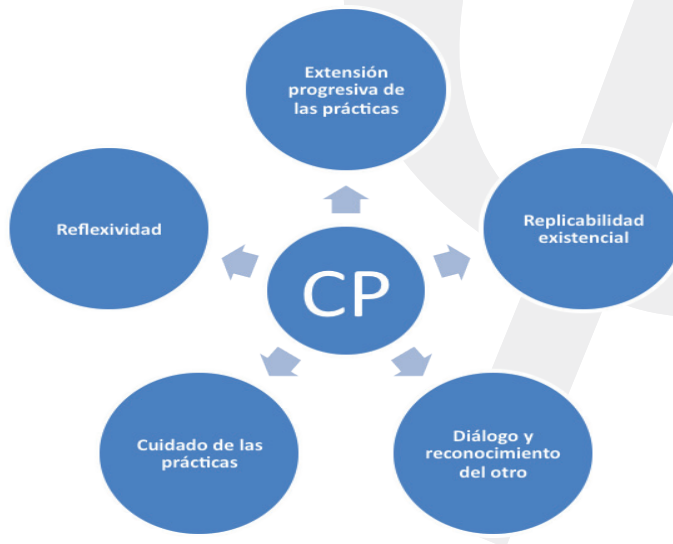 Extensión
progresiva de
las prácticas
Reflexividad
Replicabilidad
existencial
CP
Cuidado de las
prácticas
Diálogo y
reconocimiento
del otro